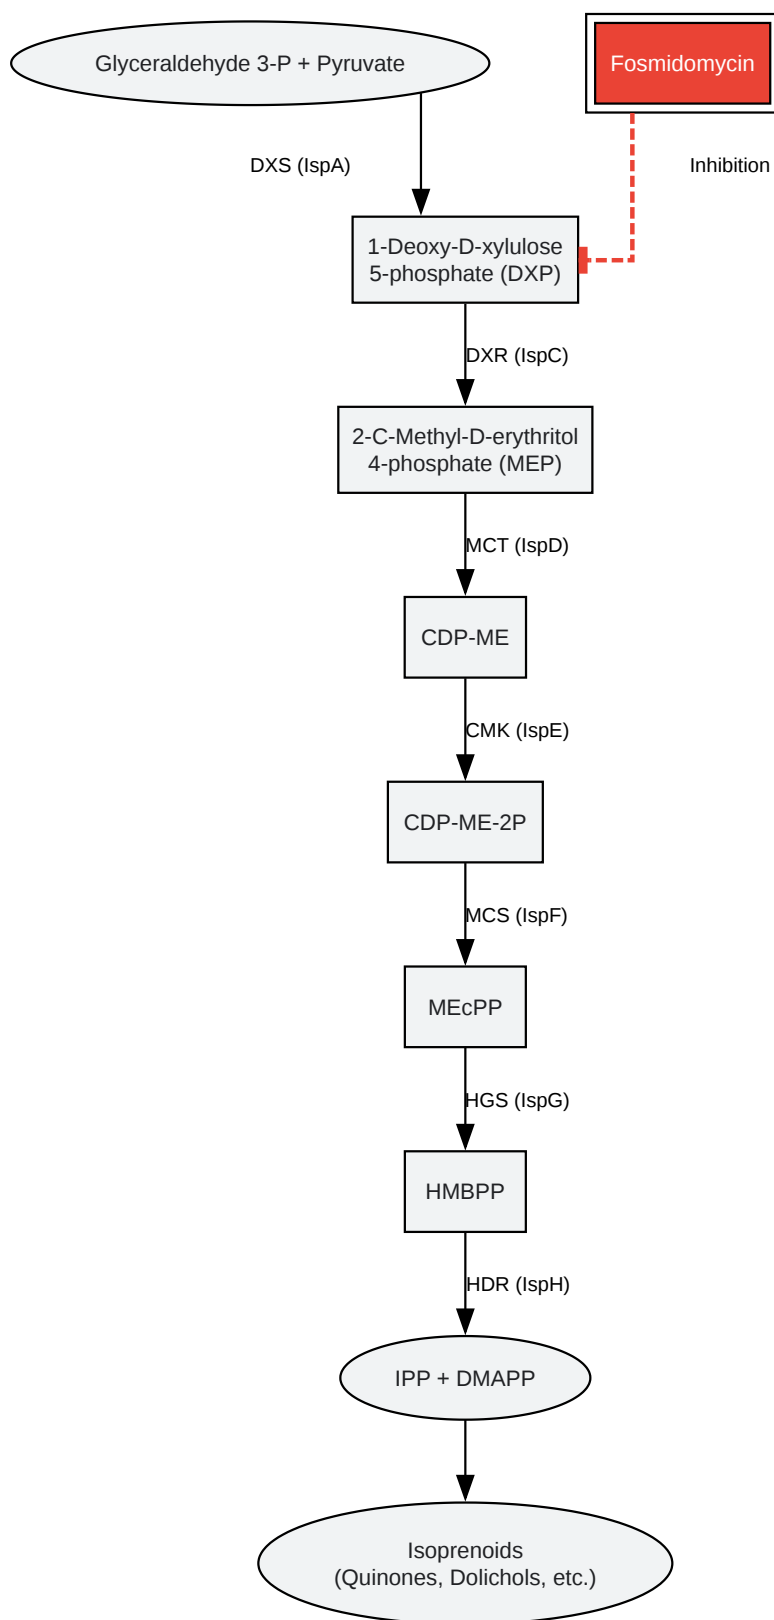 Glyceraldehyde 3-P + Pyruvate
Fosmidomycin
DXS (IspA)
Inhibition
1-Deoxy-D-xylulose
5-phosphate (DXP)
DXR (IspC)
2-C-Methyl-D-erythritol
4-phosphate (MEP)
MCT (IspD)
CDP-ME
CMK (IspE)
CDP-ME-2P
MCS (IspF)
MEcPP
HGS (IspG)
HMBPP
HDR (IspH)
IPP + DMAPP
Isoprenoids
(Quinones, Dolichols, etc.)